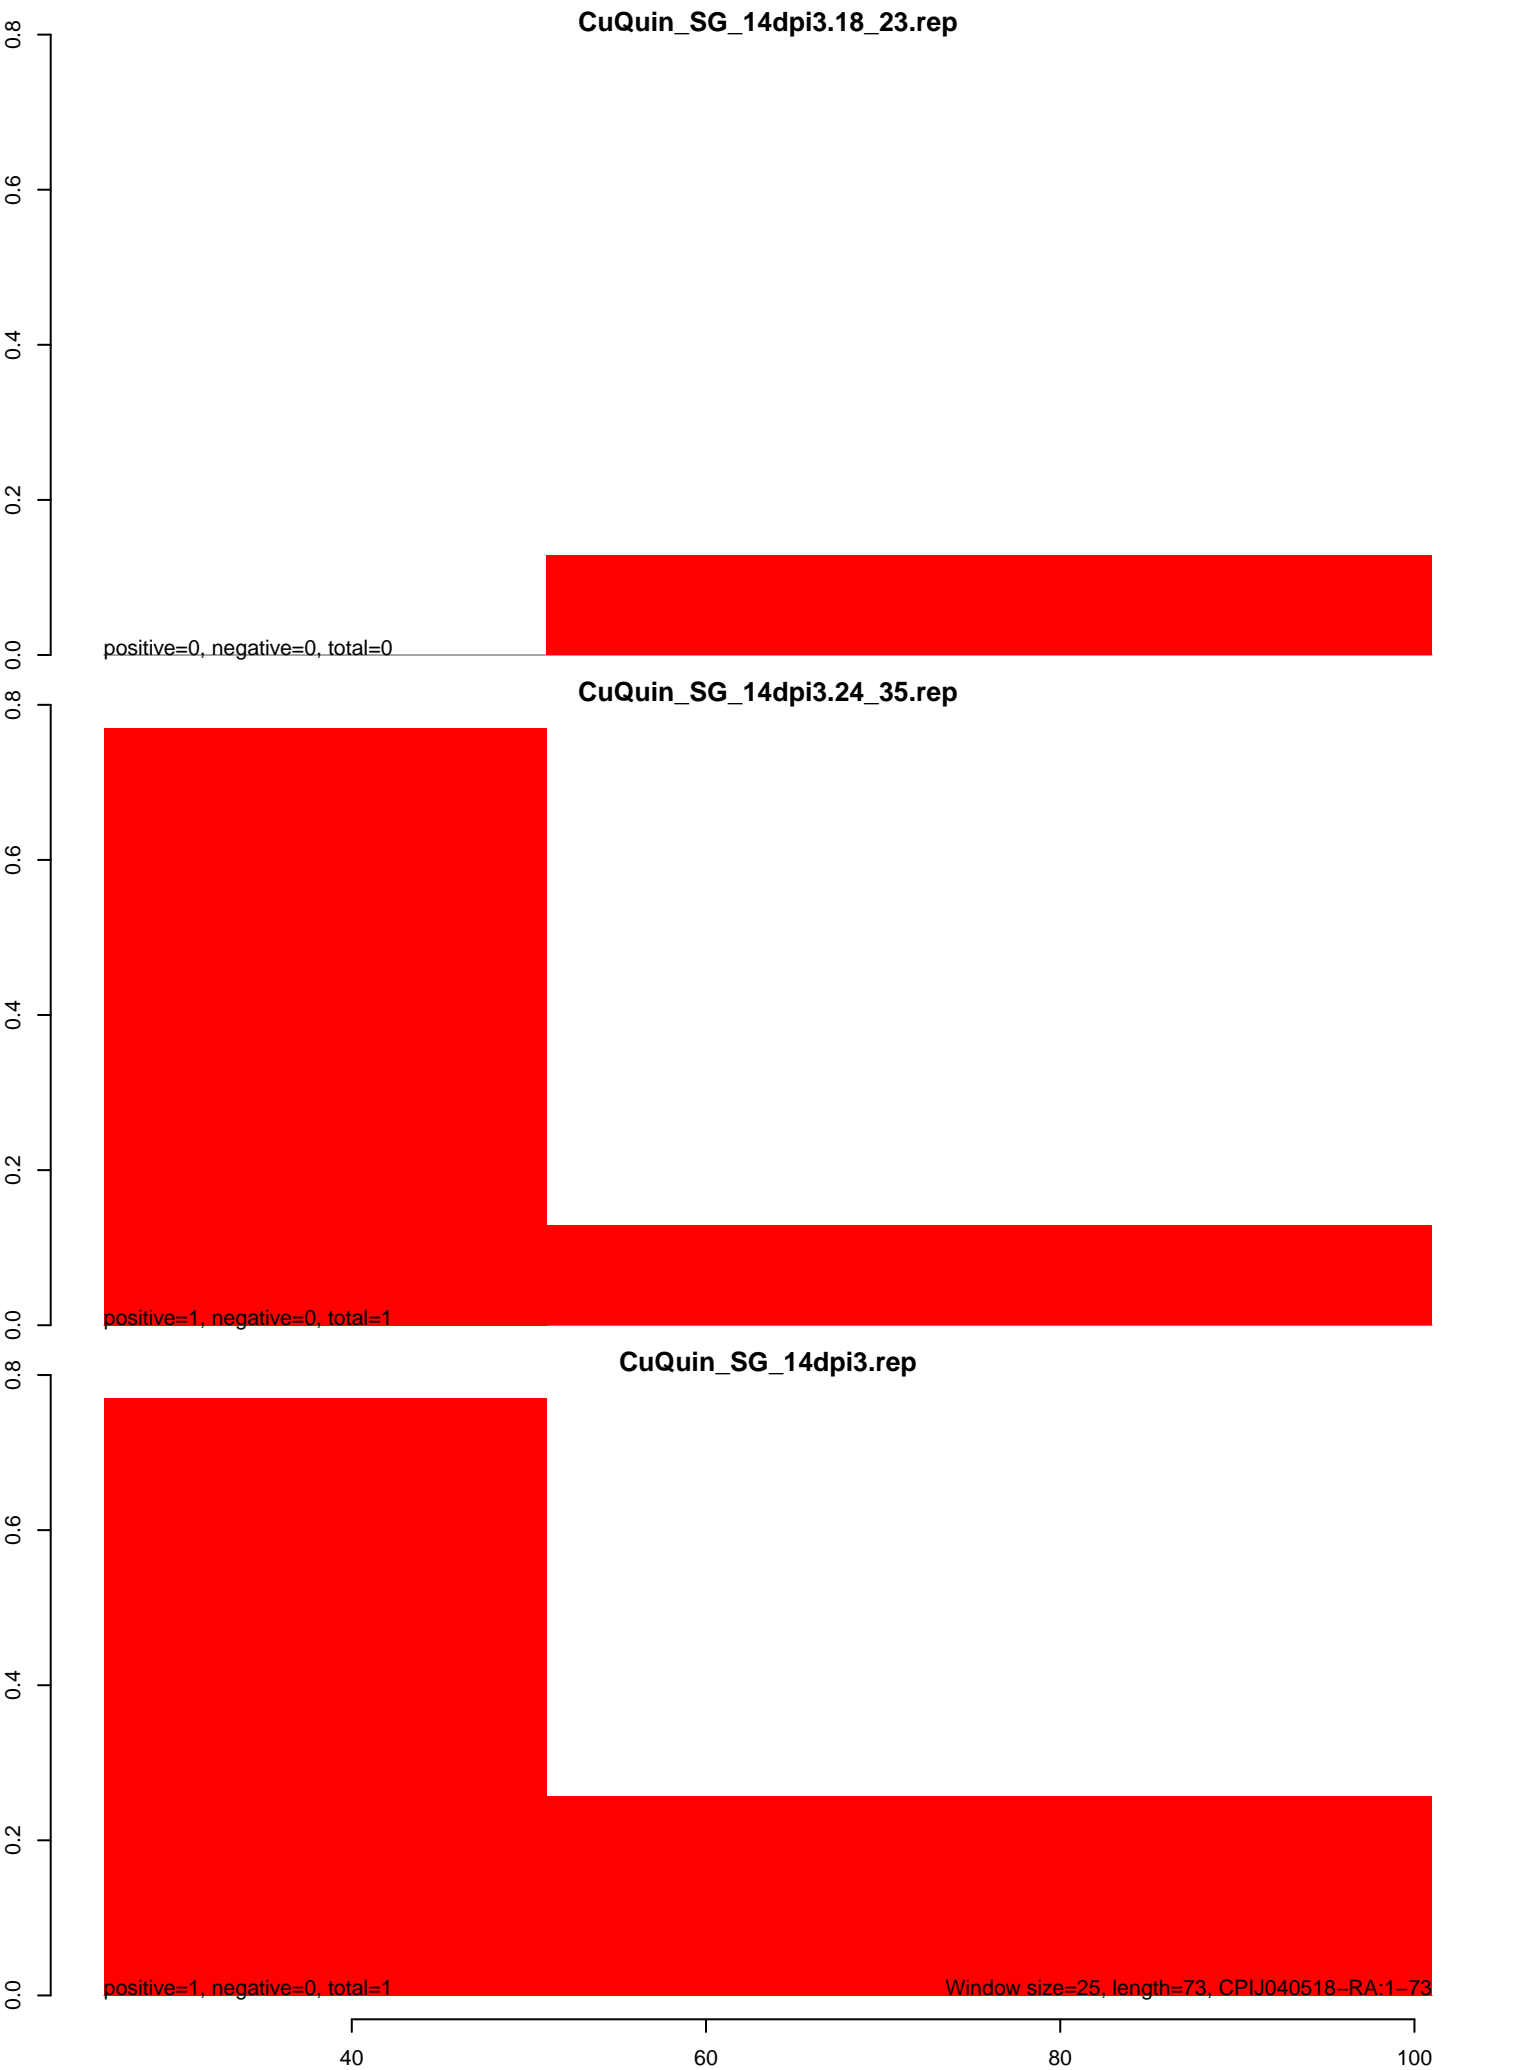 CuQuin_SG_14dpi3.18_23.rep
0.8
0.6
0.4
0.2
0.0
positive=0, negative=0, total=0
CuQuin_SG_14dpi3.24_35.rep
0.8
0.6
0.4
0.2
0.0
positive=1, negative=0, total=1
CuQuin_SG_14dpi3.rep
0.8
0.6
0.4
0.2
0.0
positive=1, negative=0, total=1
Window size=25, length=73, CPIJ040518−RA:1−73
40 60 80 100